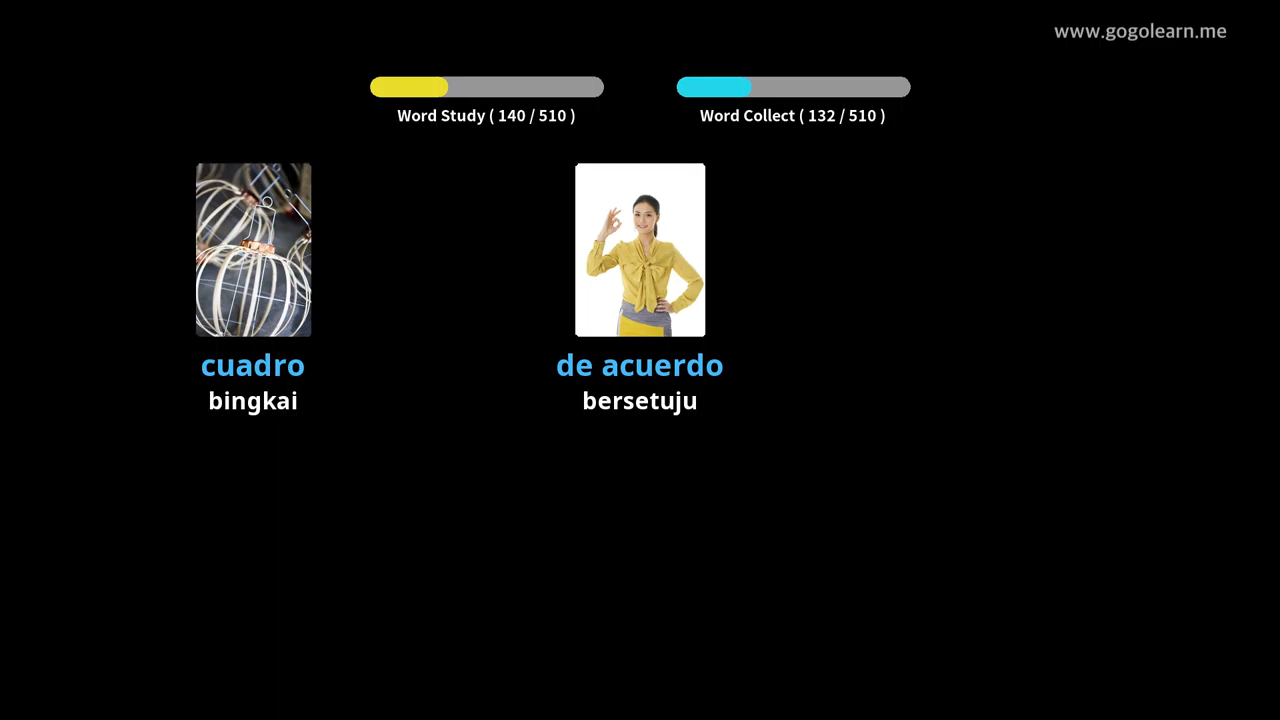 www.gogolearn.me
Word Study ( 140 / 510 )
Word Collect ( 132 / 510 )
cuadro
bingkai
de acuerdo
bersetuju